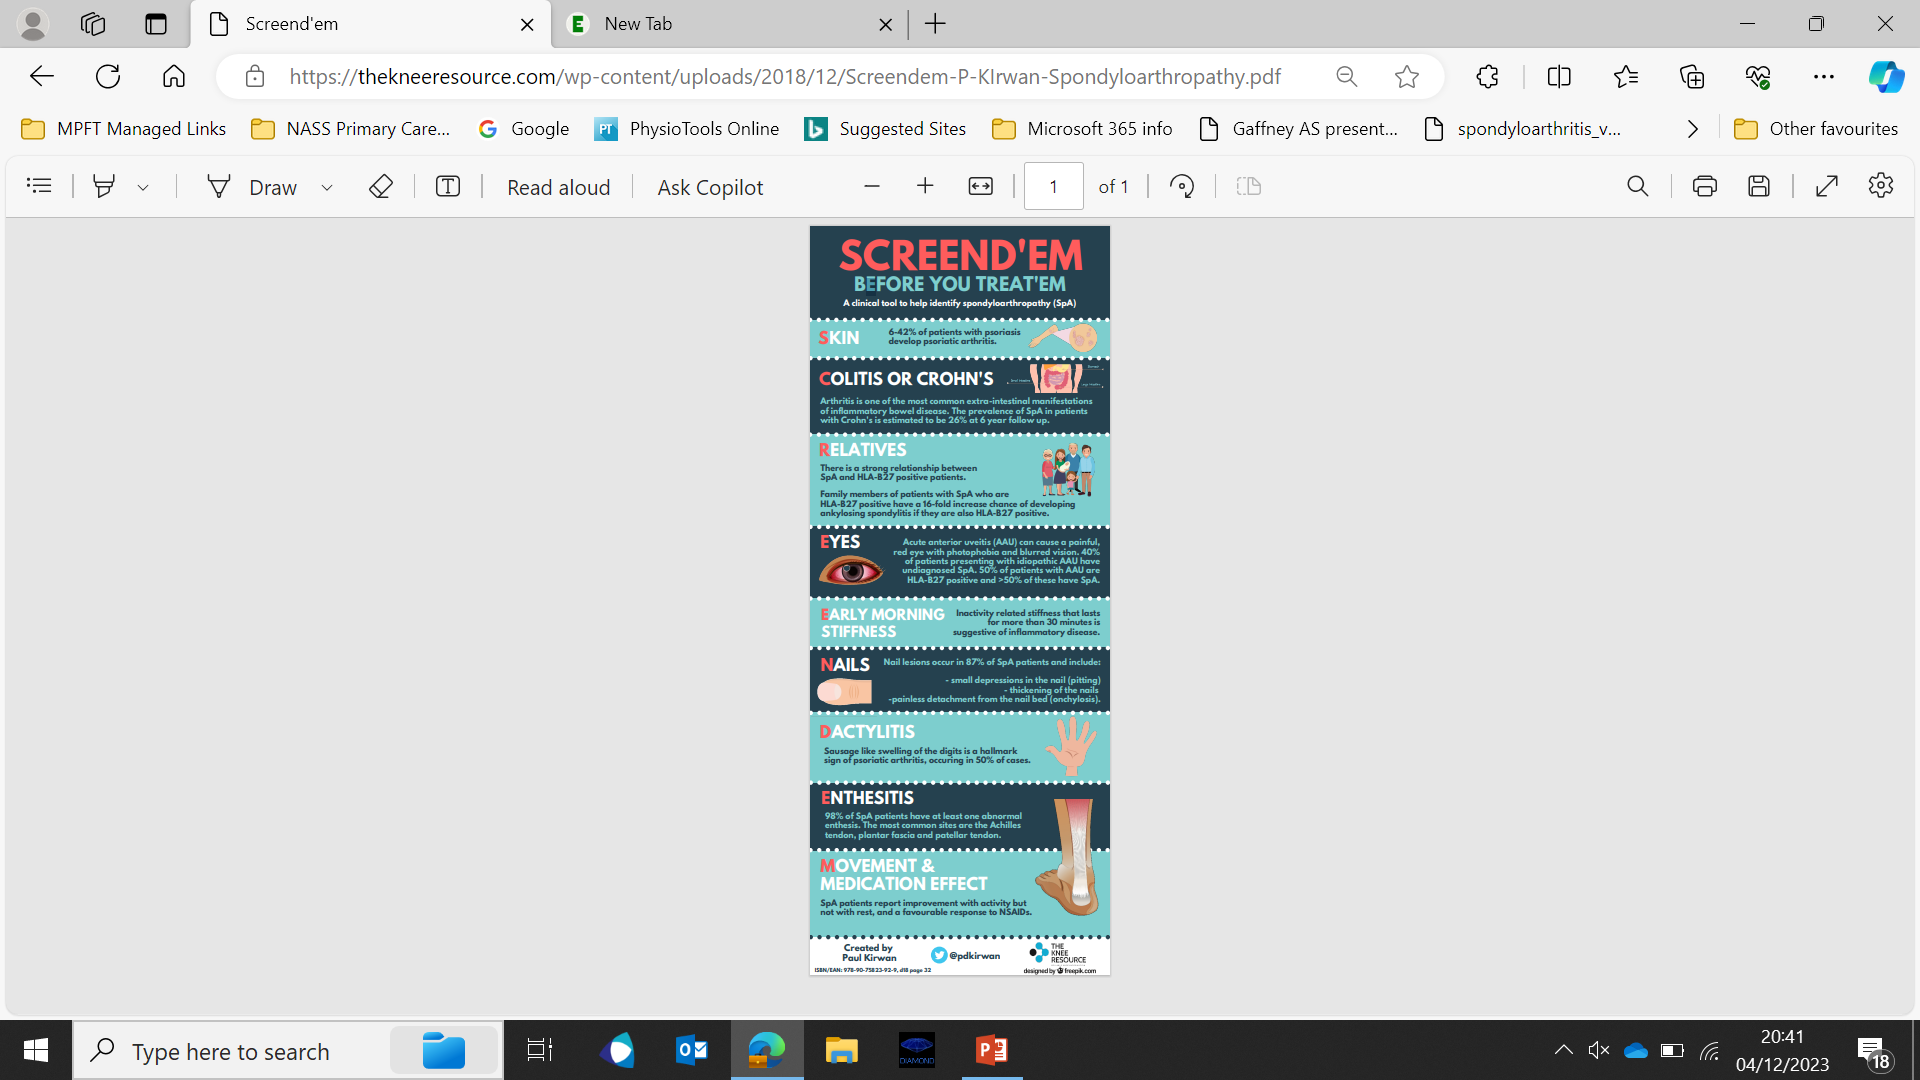 Screend'em
New Tab
https://thekneeresource.com/wp-content/uploads/2018/12/Screendem-P-KIrwan-Spondyloarthropathy.pdf
MPFT Managed Links
NASS Primary Care...
Google
PhysioTools Online
Suggested Sites
Microsoft 365 info
Gaffney AS present...
spondyloarthritis_v...
Other favourites
Draw
Read aloud
Ask Copilot
1
of 1
SCREEND'EM
BEFORE YOU TREAT'EM
A clinical tool to help identify spondyloarthropathy (SpA)
SKIN
6-42% of patients with psoriasis
develop psoriatic arthritis.
COLITIS OR CROHN'S
Arthritis is one of the most common extra-intestinal manifestations
of inflammatory bowel disease. The prevalence of SpA in patients
with Crohn's is estimated to be 26% at 6 year follow up.
RELATIVES
There is a strong relationship between
SpA and HLA-B27 positive patients.
Family members of patients with SpA who are
HLA-B27 positive have a 16-fold increase chance of developing
ankylosing spondylitis if they are also HLA-B27 positive.
EYES
Acute anterior uveitis (AAU) can cause a painful,
red eye with photophobia and blurred vision. 40%
of patients presenting with idiopathic AAU have
undiagnosed SpA. 50% of patients with AAU are
HLA-B27 positive and >50% of these have SpA.
EARLY MORNING
STIFFNESS
Inactivity related stiffness that lasts
for more than 30 minutes is
suggestive of inflammatory disease.
NAILS
Nail lesions occur in 87% of SpA patients and include:
- small depressions in the nail (pitting)
- thickening of the nails
-painless detachment from the nail bed (onchylosis).
DACTYLITIS
Sausage like swelling of the digits is a hallmark
sign of psoriatic arthritis, occuring in 50% of cases.
ENTHESITIS
98% of SpA patients have at least one abnormal
enthesis. The most common sites are the Achilles
tendon, plantar fascia and patellar tendon.
MOVEMENT &
MEDICATION EFFECT
SpA patients report improvement with activity but
not with rest, and a favourable response to NSAIDs.
Created by
Paul Kirwan
@pdkirwan
THE
KNEE
RESOURCE
ISBN/EAN: 978-90-75823-92-9, d18 page 32
designed by freepik.com
Type here to search
DIAMOND
20:41
04/12/2023
18